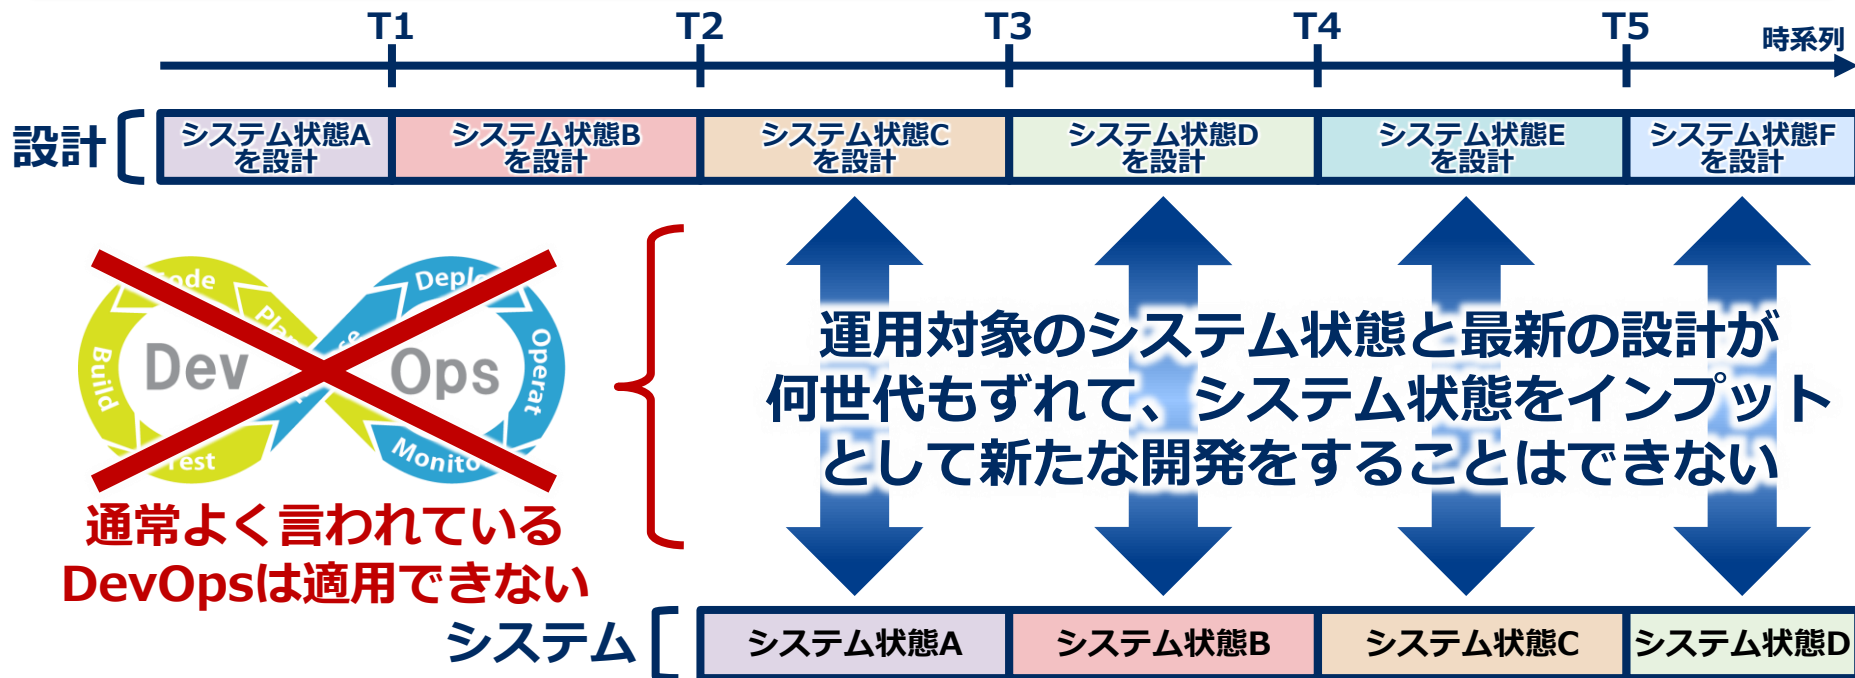 T1
T2
T3
T4
T5
時系列
設計
システム状態A
を設計
システム状態B
を設計
システム状態C
を設計
システム状態D
を設計
システム状態E
を設計
システム状態F
を設計
Dev
Ops
Build
Operat
Monito
運用対象のシステム状態と最新の設計が
何世代もずれて、システム状態をインプット
として新たな開発をすることはできない
通常よく言われている
DevOpsは適用できない
システム
システム状態A
システム状態B
システム状態C
システム状態D